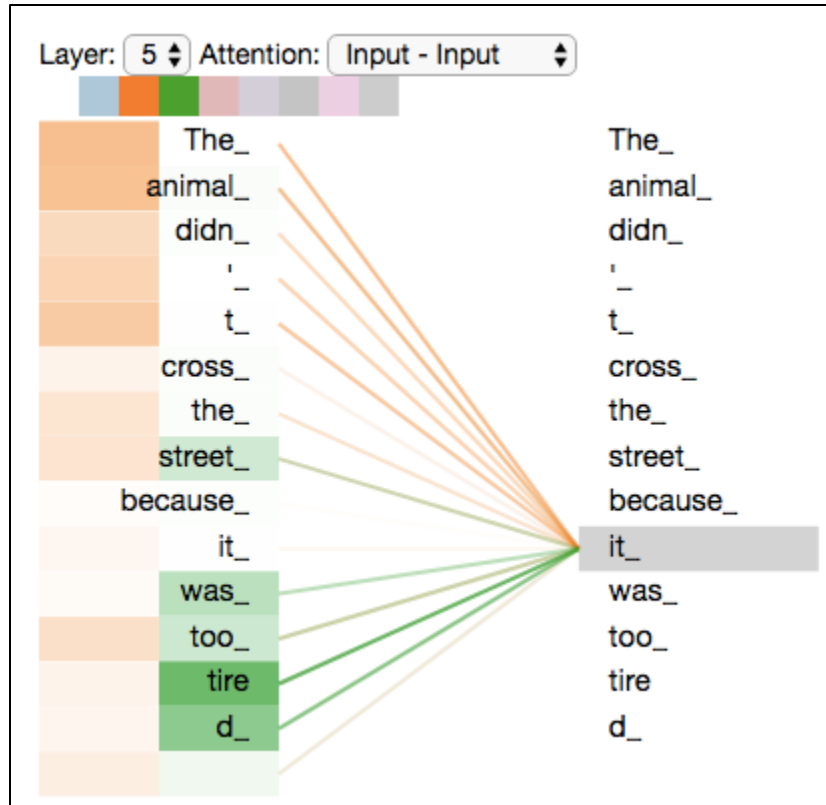 Layer: 5 Attention: Input - Input
The_ The_
animal_ animal_
didn_ didn_
'_ '_
t_ t_
cross_ cross_
the_ the_
street_ street_
because_ because_
it_ it_
was_ was_
too_ too_
tire tire
d_ d_